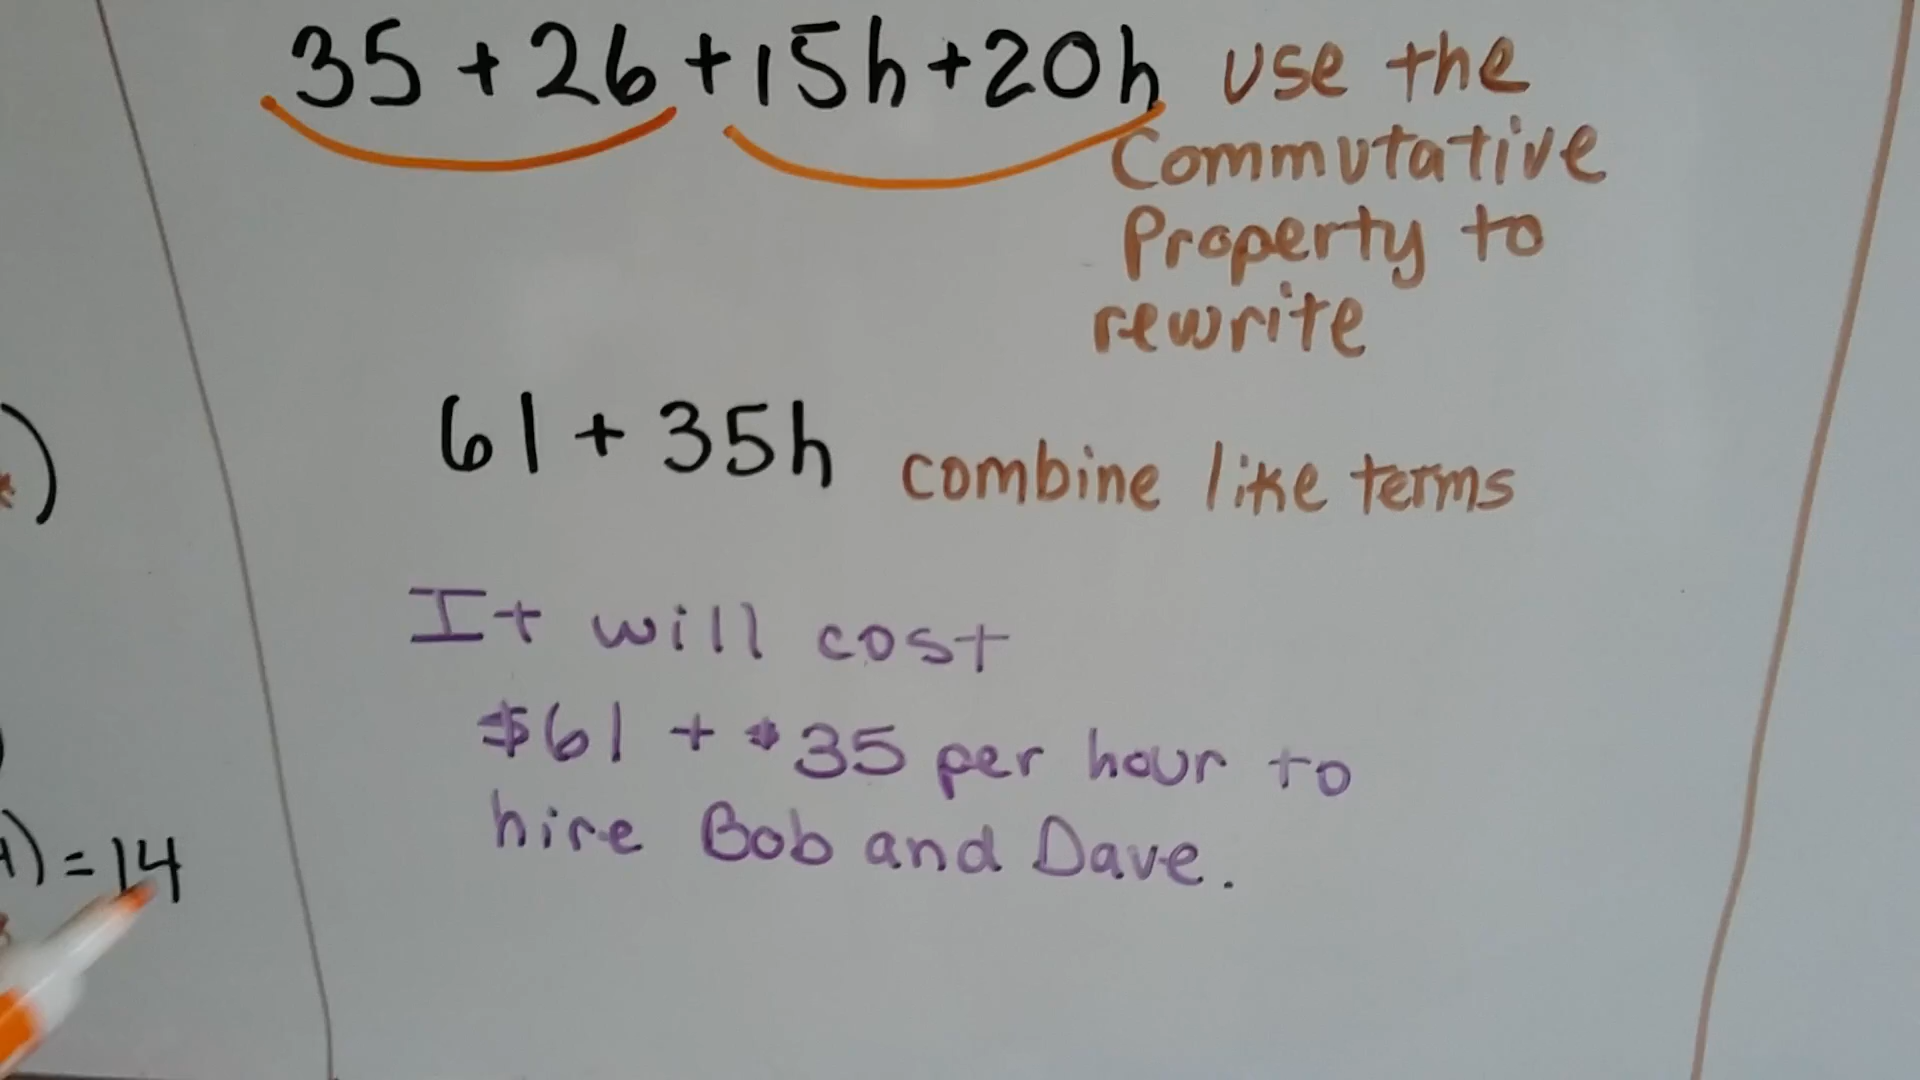 35 + 26 + 15h + 20h use the
Commutative
Property to
rewrite
61 + 35h combine like terms
It will cost
$61 + $35 per hour to
hire Bob and Dave.
) = 14